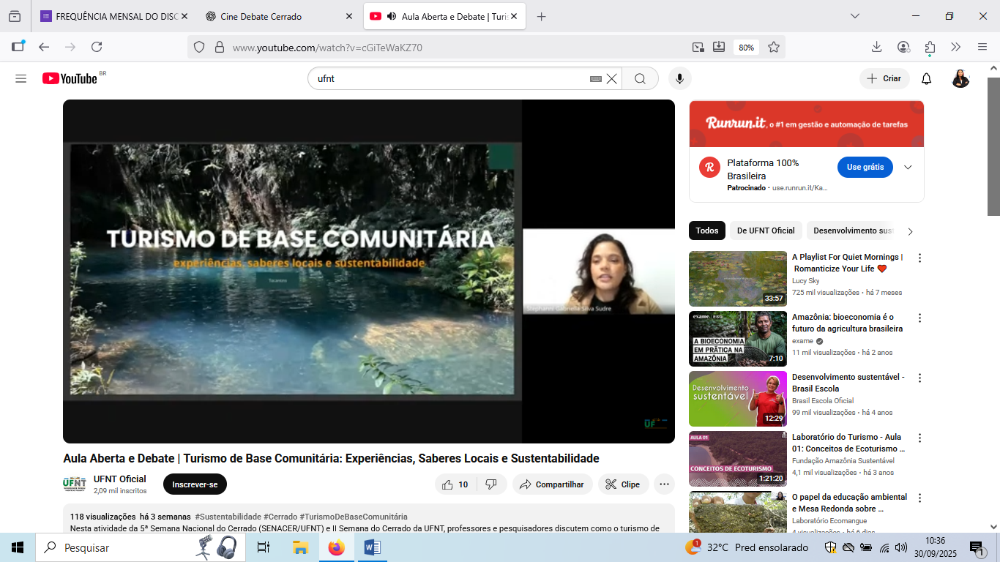 FREQUÊNCIA MENSAL DO DISC
Cine Debate Cerrado
Aula Aberta e Debate | Turis
www.youtube.com/watch?v=cGiTeWaKZ70
80%
YouTube BR
ufnt
Criar
TURISMO DE BASE COMUNITÁRIA
experiências, saberes locais e sustentabilidade
Tocantins
Stephanes Gabriella Silva Sudre
UF
Runrun.it, o #1 em gestão e automação de tarefas
Plataforma 100%
Brasileira
Patrocinado · use.runrun.it/Ka...
Use grátis
Todos
De UFNT Oficial
Desenvolvimento sust
A Playlist For Quiet Mornings |
Romanticize Your Life ❤️
Lucy Sky
725 mil visualizações • há 7 meses
33:57
Amazônia: bioeconomia é o
futuro da agricultura brasileira
exame
11 mil visualizações • há 2 anos
exame. ESG
A BIOECONOMIA
EM PRÁTICA NA
AMAZÔNIA
7:10
Desenvolvimento sustentável -
Brasil Escola
Brasil Escola Oficial
99 mil visualizações • há 4 anos
Desenvolvimento
sustentável
12:29
Laboratório do Turismo - Aula
01: Conceitos de Ecoturismo ...
Fundação Amazônia Sustentável
4,1 mil visualizações • há 3 anos
AULA 01
CONCEITOS DE ECOTURISMO
1:21:20
O papel da educação ambiental
e Mesa Redonda sobre ...
Laboratório Ecomangue
4 visualizações • há 6 dias
Aula Aberta e Debate | Turismo de Base Comunitária: Experiências, Saberes Locais e Sustentabilidade
UFNT
UFNT Oficial
2,09 mil inscritos
Inscrever-se
10
Compartilhar
Clipe
118 visualizações há 3 semanas #Sustentabilidade #Cerrado #TurismoDeBaseComunitária
Nesta atividade da 5ª Semana Nacional do Cerrado (SENACER/UFNT) e II Semana do Cerrado da UFNT, professores e pesquisadores discutem como o turismo de
Pesquisar
1
32°C Pred ensolarado
10:36
30/09/2025
1